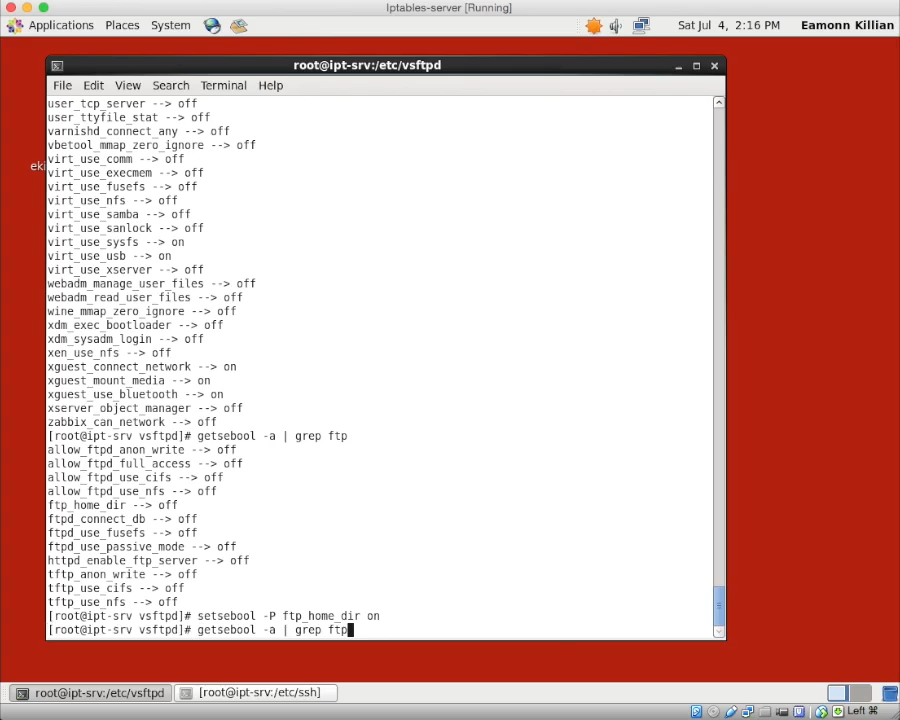 Iptables-server [Running]
Applications Places System Sat Jul 4, 2:16 PM Eamonn Killian
root@ipt-srv:/etc/vsftpd
File Edit View Search Terminal Help
eki
user_tcp_server --> off
user_ttyfile_stat --> off
varnishd_connect_any --> off
vbetool_mmap_zero_ignore --> off
virt_use_comm --> off
virt_use_execmem --> off
virt_use_fusefs --> off
virt_use_nfs --> off
virt_use_samba --> off
virt_use_sanlock --> off
virt_use_sysfs --> on
virt_use_usb --> on
virt_use_xserver --> off
webadm_manage_user_files --> off
webadm_read_user_files --> off
wine_mmap_zero_ignore --> off
xdm_exec_bootloader --> off
xdm_sysadm_login --> off
xen_use_nfs --> off
xguest_connect_network --> on
xguest_mount_media --> on
xguest_use_bluetooth --> on
xserver_object_manager --> off
zabbix_can_network --> off
[root@ipt-srv vsftpd]# getsebool -a | grep ftp
allow_ftpd_anon_write --> off
allow_ftpd_full_access --> off
allow_ftpd_use_cifs --> off
allow_ftpd_use_nfs --> off
ftp_home_dir --> off
ftpd_connect_db --> off
ftpd_use_fusefs --> off
ftpd_use_passive_mode --> off
httpd_enable_ftp_server --> off
tftp_anon_write --> off
tftp_use_cifs --> off
tftp_use_nfs --> off
[root@ipt-srv vsftpd]# setsebool -P ftp_home_dir on
[root@ipt-srv vsftpd]# getsebool -a | grep ftp
root@ipt-srv:/etc/vsftpd [root@ipt-srv:/etc/ssh]
Left ⌘